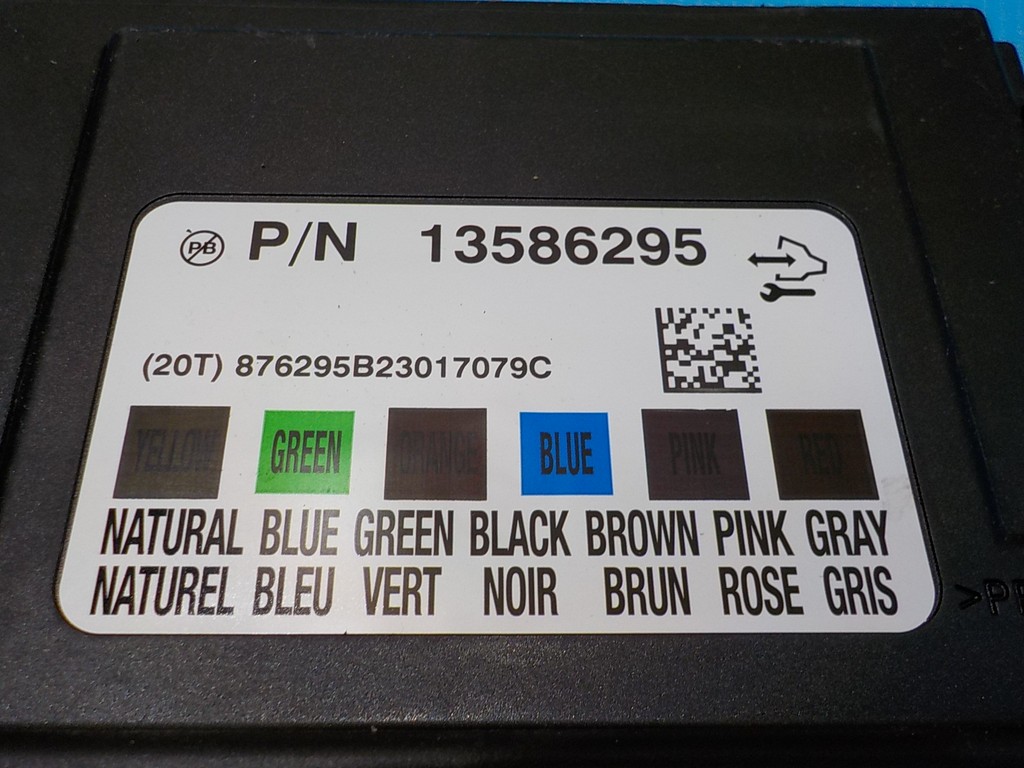 PB P/N 13586295
(20T) 876295B23017079C
YELLOW GREEN ORANGE BLUE PINK RED
NATURAL BLUE GREEN BLACK BROWN PINK GRAY
NATUREL BLEU VERT NOIR BRUN ROSE GRIS